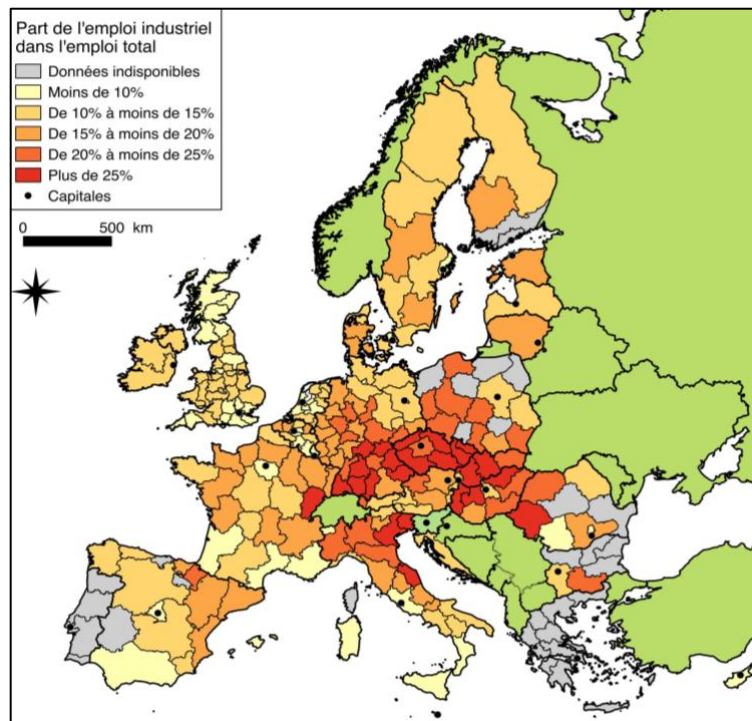 Part de l'emploi industriel
dans l'emploi total
Données indisponibles
Moins de 10%
De 10% à moins de 15%
De 15% à moins de 20%
De 20% à moins de 25%
Plus de 25%
Capitales
0 500 km